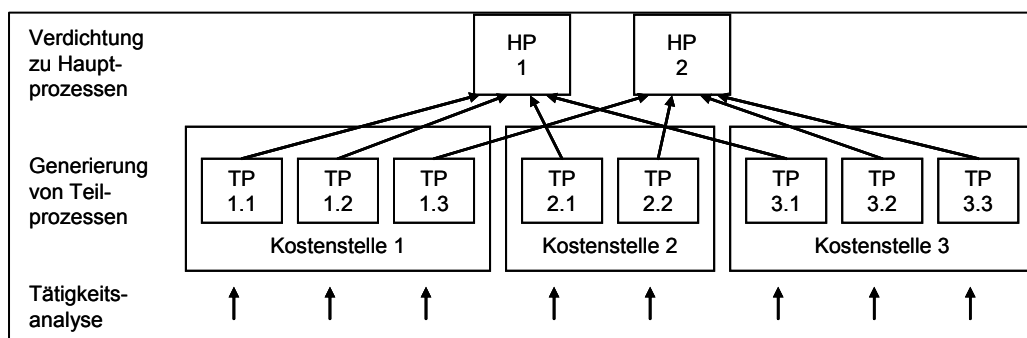 Verdichtung
zu Haupt-
prozessen
HP
1
HP
2
Generierung
von Teil-
prozessen
TP
1.1
TP
1.2
TP
1.3
Kostenstelle 1
TP
2.1
TP
2.2
Kostenstelle 2
TP
3.1
TP
3.2
TP
3.3
Kostenstelle 3
Tätigkeits-
analyse